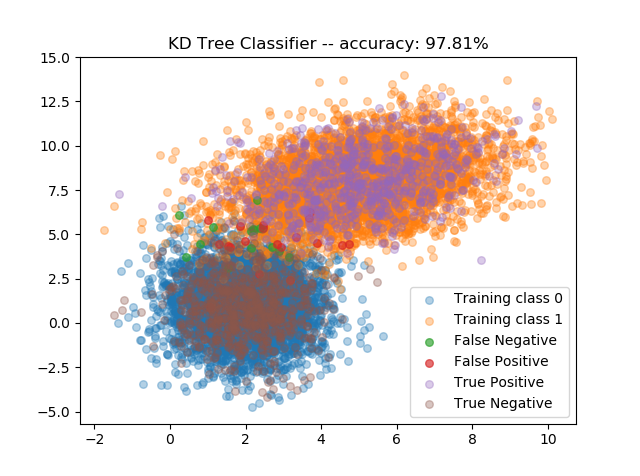 KD Tree Classifier -- accuracy: 97.81%
15.0
12.5
10.0
7.5
5.0
2.5
0.0
−2.5
−5.0
Training class 0
Training class 1
False Negative
False Positive
True Positive
True Negative
−2 0 2 4 6 8 10